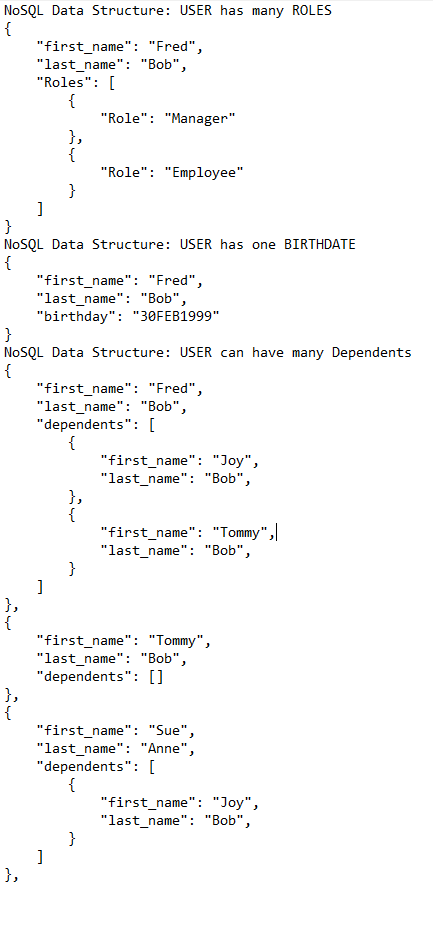 NoSQL Data Structure: USER has many ROLES
{
    "first_name": "Fred",
    "last_name": "Bob",
    "Roles": [
        {
            "Role": "Manager"
        },
        {
            "Role": "Employee"
        }
    ]
}
NoSQL Data Structure: USER has one BIRTHDATE
{
    "first_name": "Fred",
    "last_name": "Bob",
    "birthday": "30FEB1999"
}
NoSQL Data Structure: USER can have many Dependents
{
    "first_name": "Fred",
    "last_name": "Bob",
    "dependents": [
        {
            "first_name": "Joy",
            "last_name": "Bob",
        },
        {
            "first_name": "Tommy",
            "last_name": "Bob",
        }
    ]
},
{
    "first_name": "Tommy",
    "last_name": "Bob",
    "dependents": []
},
{
    "first_name": "Sue",
    "last_name": "Anne",
    "dependents": [
        {
            "first_name": "Joy",
            "last_name": "Bob",
        }
    ]
},